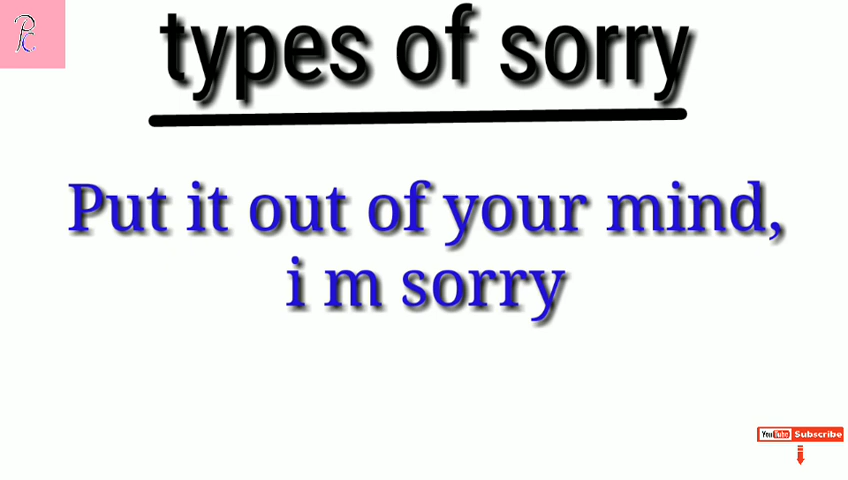 types of sorry
Put it out of your mind,
i m sorry
YouTube Subscribe